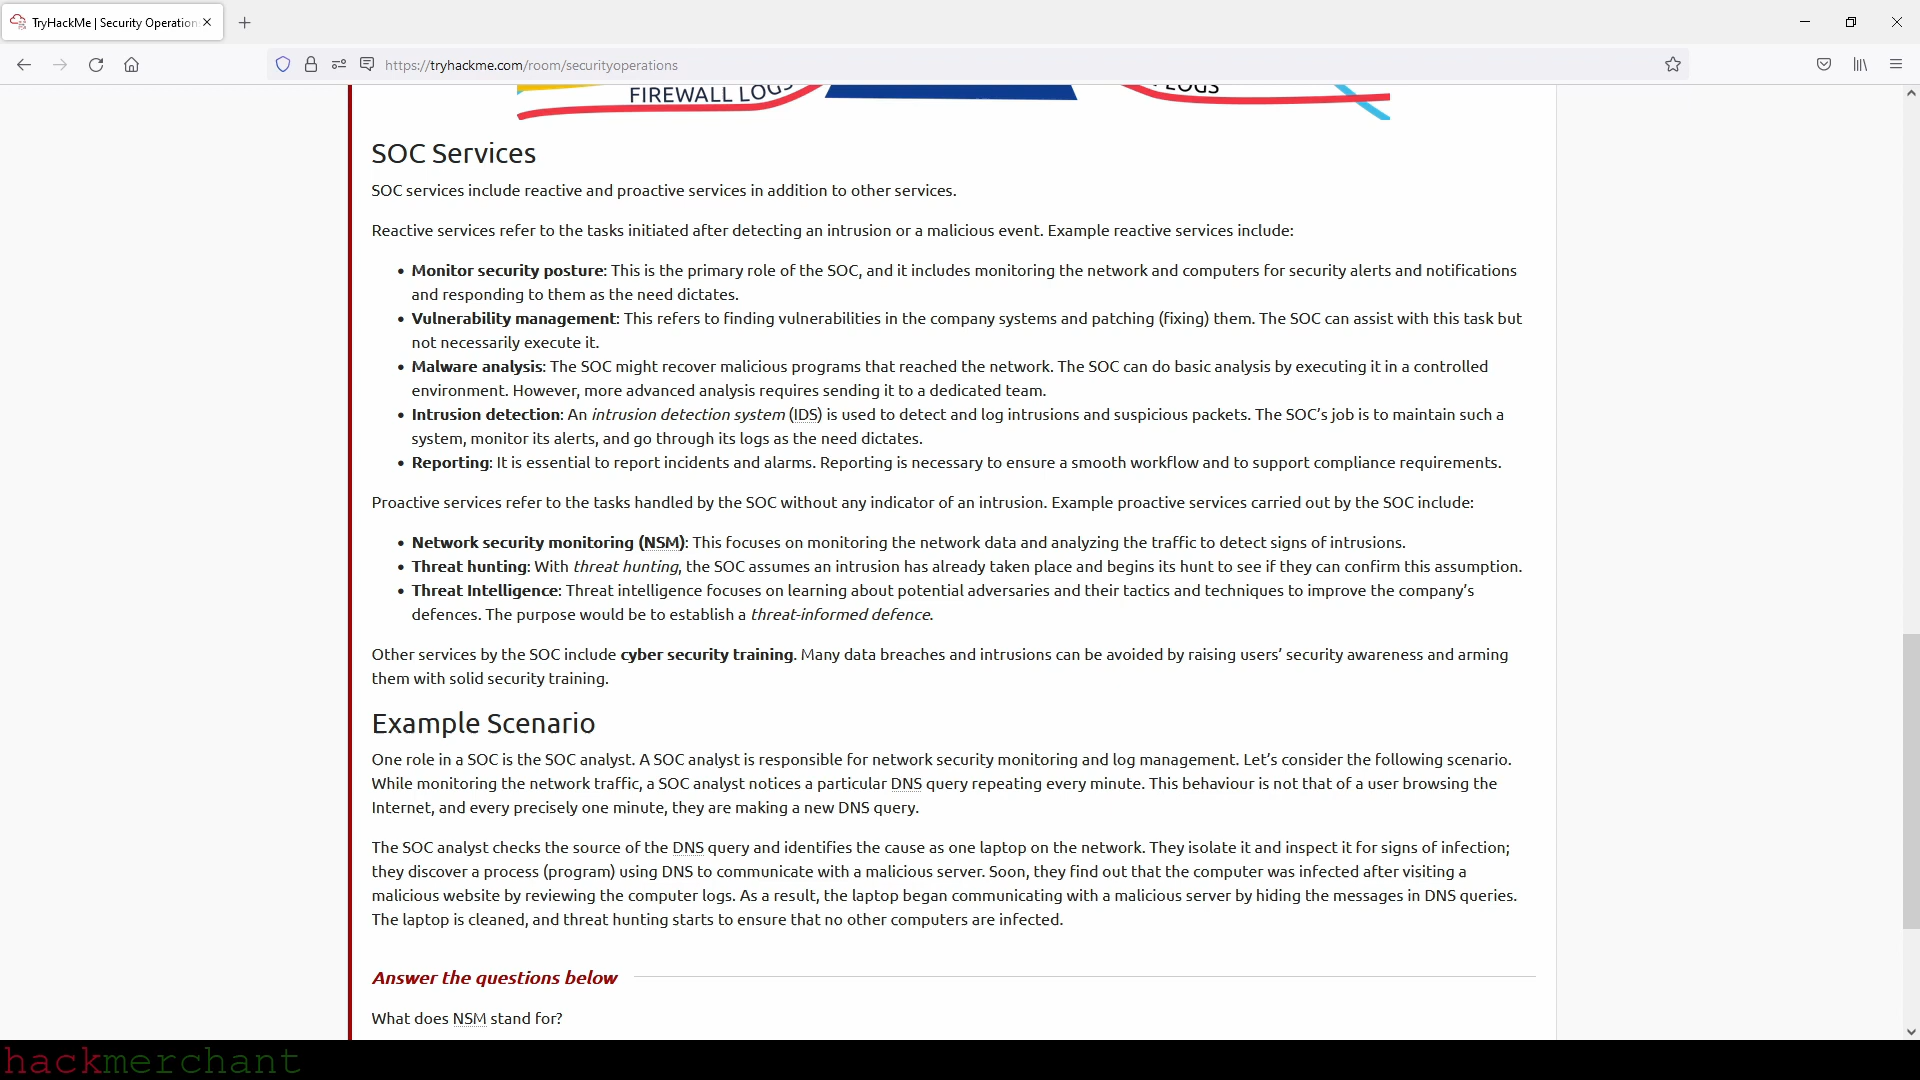 TryHackMe | Security Operation
https://tryhackme.com/room/securityoperations
FIREWALL LOGS
LOGS
SOC Services
SOC services include reactive and proactive services in addition to other services.
Reactive services refer to the tasks initiated after detecting an intrusion or a malicious event. Example reactive services include:
• Monitor security posture: This is the primary role of the SOC, and it includes monitoring the network and computers for security alerts and notifications
and responding to them as the need dictates.
• Vulnerability management: This refers to finding vulnerabilities in the company systems and patching (fixing) them. The SOC can assist with this task but
not necessarily execute it.
• Malware analysis: The SOC might recover malicious programs that reached the network. The SOC can do basic analysis by executing it in a controlled
environment. However, more advanced analysis requires sending it to a dedicated team.
• Intrusion detection: An intrusion detection system (IDS) is used to detect and log intrusions and suspicious packets. The SOC’s job is to maintain such a
system, monitor its alerts, and go through its logs as the need dictates.
• Reporting: It is essential to report incidents and alarms. Reporting is necessary to ensure a smooth workflow and to support compliance requirements.
Proactive services refer to the tasks handled by the SOC without any indicator of an intrusion. Example proactive services carried out by the SOC include:
• Network security monitoring (NSM): This focuses on monitoring the network data and analyzing the traffic to detect signs of intrusions.
• Threat hunting: With threat hunting, the SOC assumes an intrusion has already taken place and begins its hunt to see if they can confirm this assumption.
• Threat Intelligence: Threat intelligence focuses on learning about potential adversaries and their tactics and techniques to improve the company’s
defences. The purpose would be to establish a threat-informed defence.
Other services by the SOC include cyber security training. Many data breaches and intrusions can be avoided by raising users’ security awareness and arming
them with solid security training.
Example Scenario
One role in a SOC is the SOC analyst. A SOC analyst is responsible for network security monitoring and log management. Let’s consider the following scenario.
While monitoring the network traffic, a SOC analyst notices a particular DNS query repeating every minute. This behaviour is not that of a user browsing the
Internet, and every precisely one minute, they are making a new DNS query.
The SOC analyst checks the source of the DNS query and identifies the cause as one laptop on the network. They isolate it and inspect it for signs of infection;
they discover a process (program) using DNS to communicate with a malicious server. Soon, they find out that the computer was infected after visiting a
malicious website by reviewing the computer logs. As a result, the laptop began communicating with a malicious server by hiding the messages in DNS queries.
The laptop is cleaned, and threat hunting starts to ensure that no other computers are infected.
Answer the questions below
What does NSM stand for?
hackmerchant